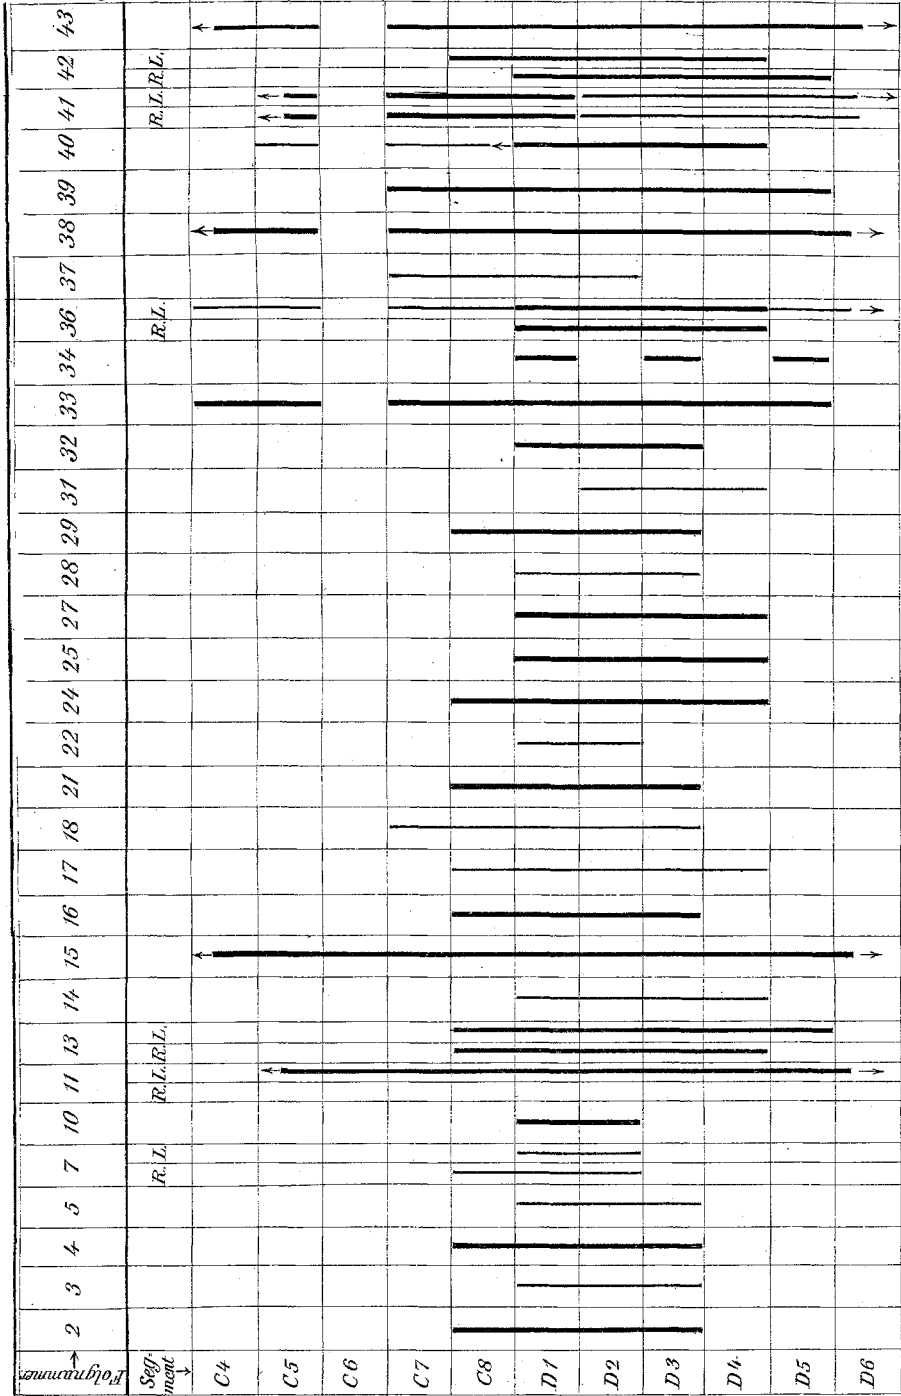 Folgnummer → 2 3 4 5 7 10 11 13 14 15 16 17 18 21 22 24 25 27 28 29 31 32 33 34 36 37 38 39 40 41 42 43
Seg-
ment R. L. R. L. R. L. R. L. R. L. R. L.
C4
C5
C6
C7
C8
D1
D2
D3
D4
D5
D6